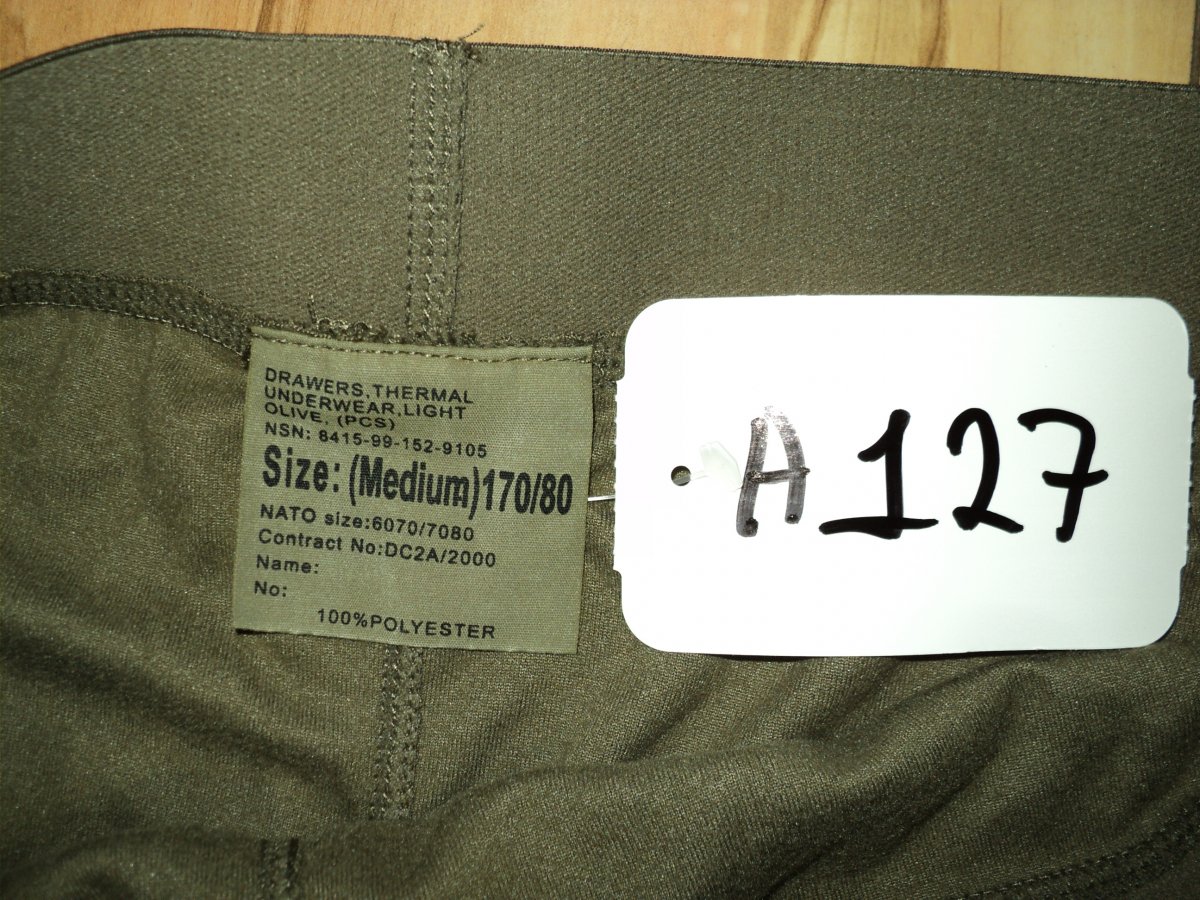 DRAWERS,THERMAL
UNDERWEAR,LIGHT
OLIVE, (PCS)
NSN: 8415-99-152-9105
Size: (Medium)170/80
NATO size:6070/7080
Contract No:DC2A/2000
Name:
No:
100%POLYESTER
A127